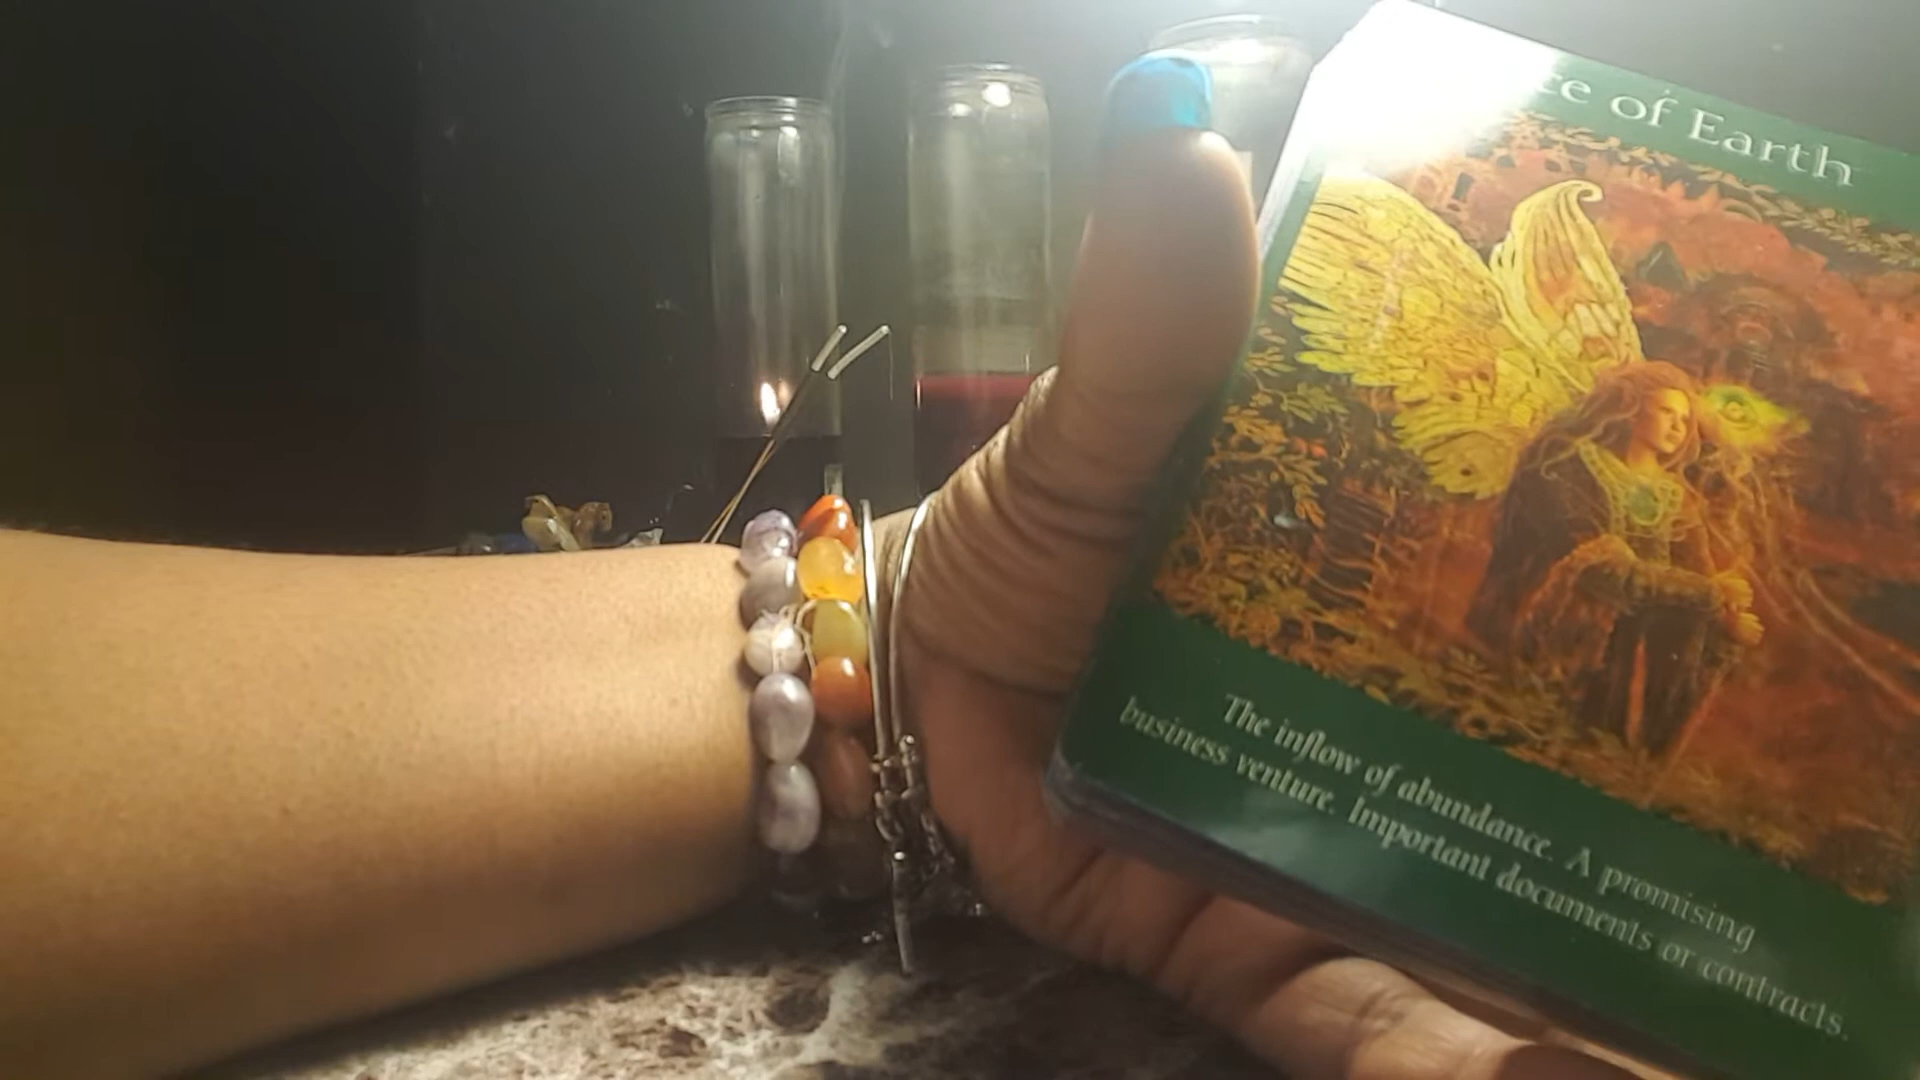 of Earth
The inflow of abundance. A promising
business venture. Important documents or contracts.